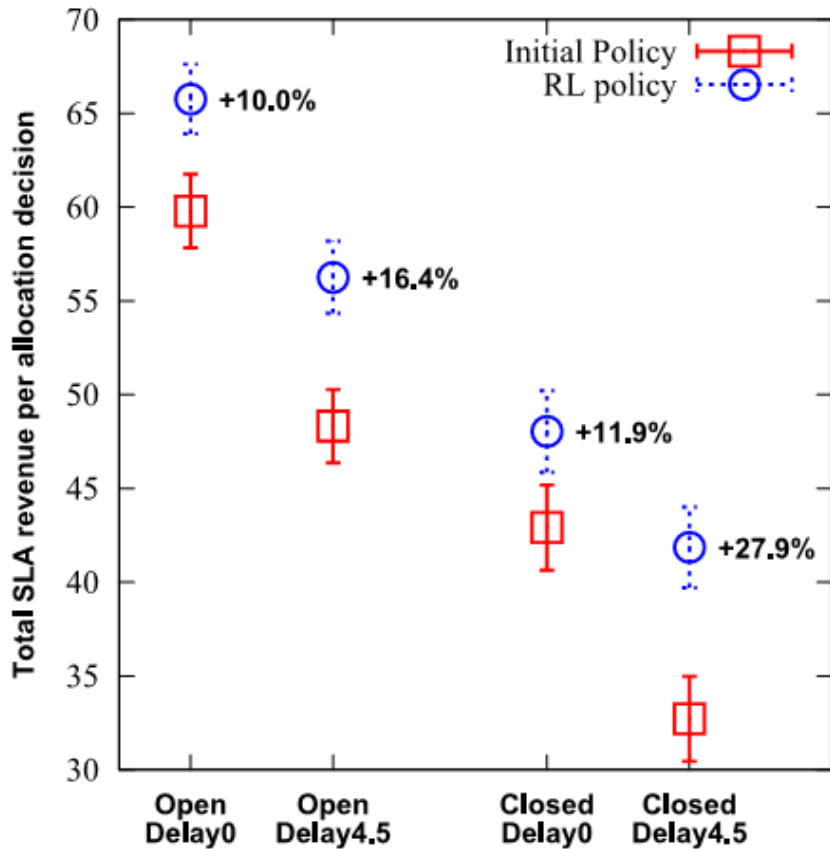 Total SLA revenue per allocation decision
70
65
60
55
50
45
40
35
30
Initial Policy
RL policy
+10.0%
+16.4%
+11.9%
+27.9%
Open
Delay0
Open
Delay4.5
Closed
Delay0
Closed
Delay4.5